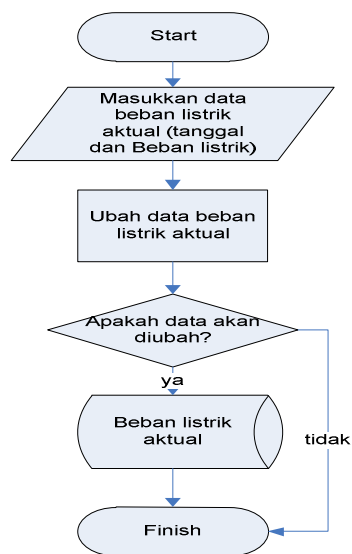 Start
Masukkan data
beban listrik
aktual (tanggal
dan Beban listrik)
Ubah data beban
listrik aktual
Apakah data akan
diubah?
ya
Beban listrik
aktual
tidak
Finish